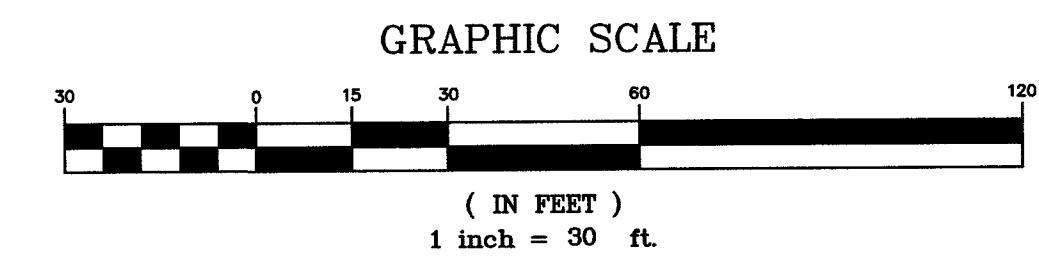 GRAPHIC SCALE
30 0 15 30 60 120
( IN FEET )
1 inch = 30 ft.